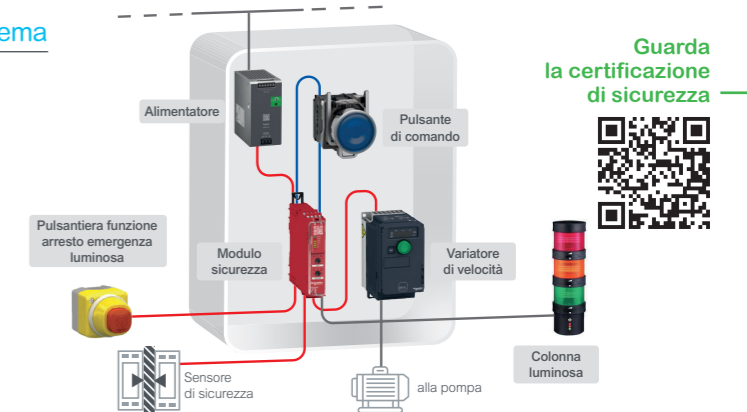 ema
Guarda
la certificazione
di sicurezza
Alimentatore
Pulsante
di comando
Pulsantiera funzione
arresto emergenza
luminosa
Modulo
sicurezza
Variatore
di velocità
Colonna
luminosa
Sensore
di sicurezza
alla pompa